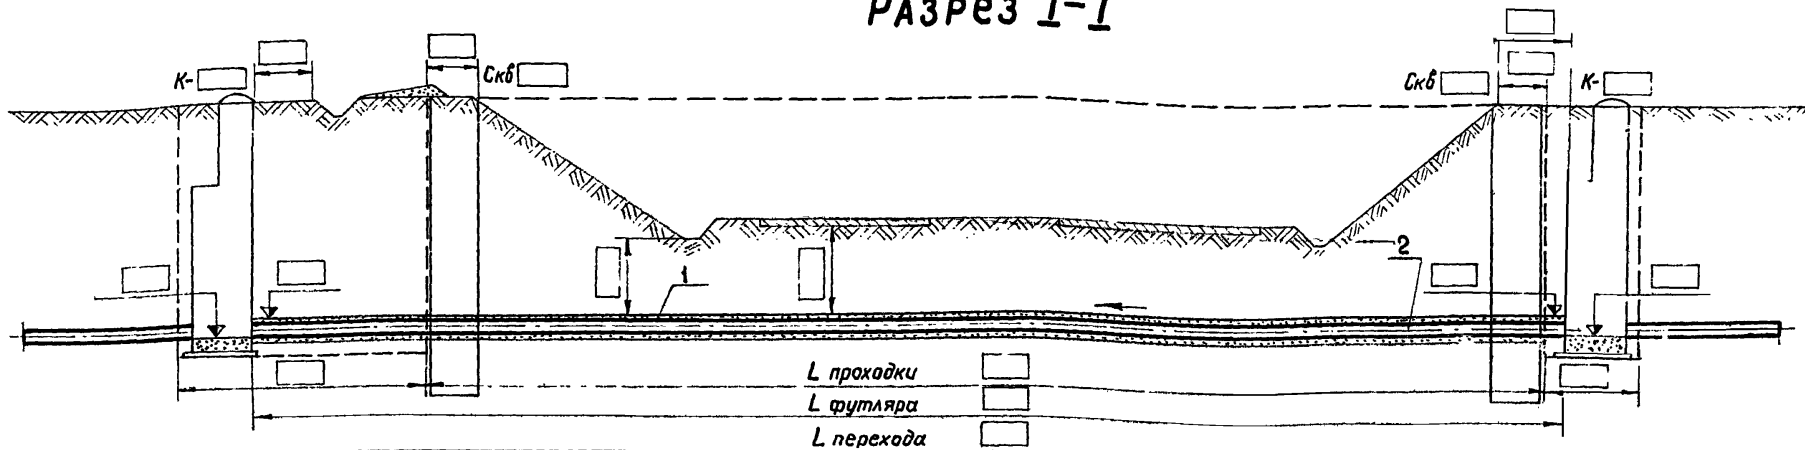 РАЗРеЗ I-I
К-
Скв
Скв
К-
1
2
L проходки
L футляра
L перехода